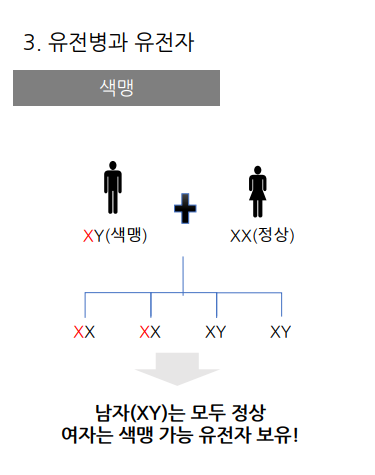 3. 유전병과 유전자
색맹
XY(색맹) XX(정상)
XX XX XY XY
남자(XY)는 모두 정상
여자는 색맹 가능 유전자 보유!